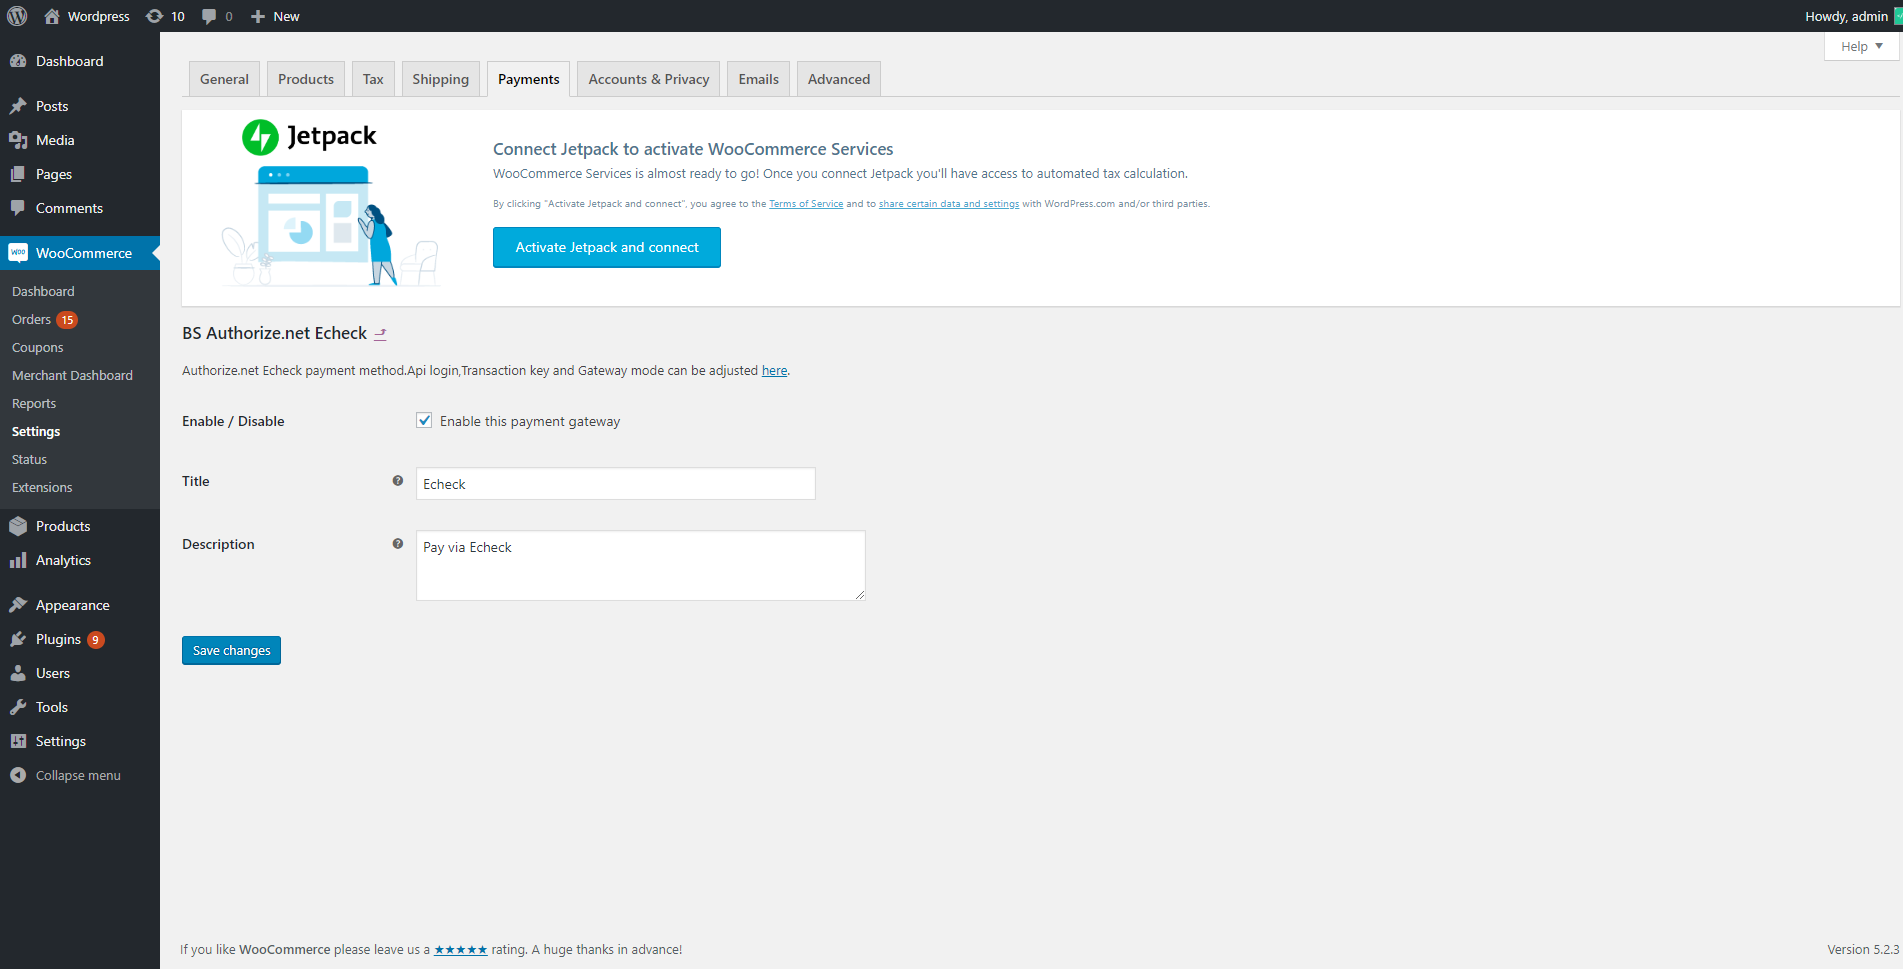 Wordpress 10 0 New Howdy, admin
Help
Dashboard
Posts
Media
Pages
Comments
WooCommerce
Dashboard
Orders 15
Coupons
Merchant Dashboard
Reports
Settings
Status
Extensions
Products
Analytics
Appearance
Plugins 9
Users
Tools
Settings
Collapse menu
General Products Tax Shipping Payments Accounts & Privacy Emails Advanced
Jetpack
Connect Jetpack to activate WooCommerce Services
WooCommerce Services is almost ready to go! Once you connect Jetpack you'll have access to automated tax calculation.
By clicking "Activate Jetpack and connect", you agree to the Terms of Service and to share certain data and settings with WordPress.com and/or third parties.
Activate Jetpack and connect
BS Authorize.net Echeck
Authorize.net Echeck payment method.Api login,Transaction key and Gateway mode can be adjusted here.
Enable / Disable Enable this payment gateway
Title Echeck
Description Pay via Echeck
Save changes
If you like WooCommerce please leave us a ★★★★★ rating. A huge thanks in advance!
Version 5.2.3